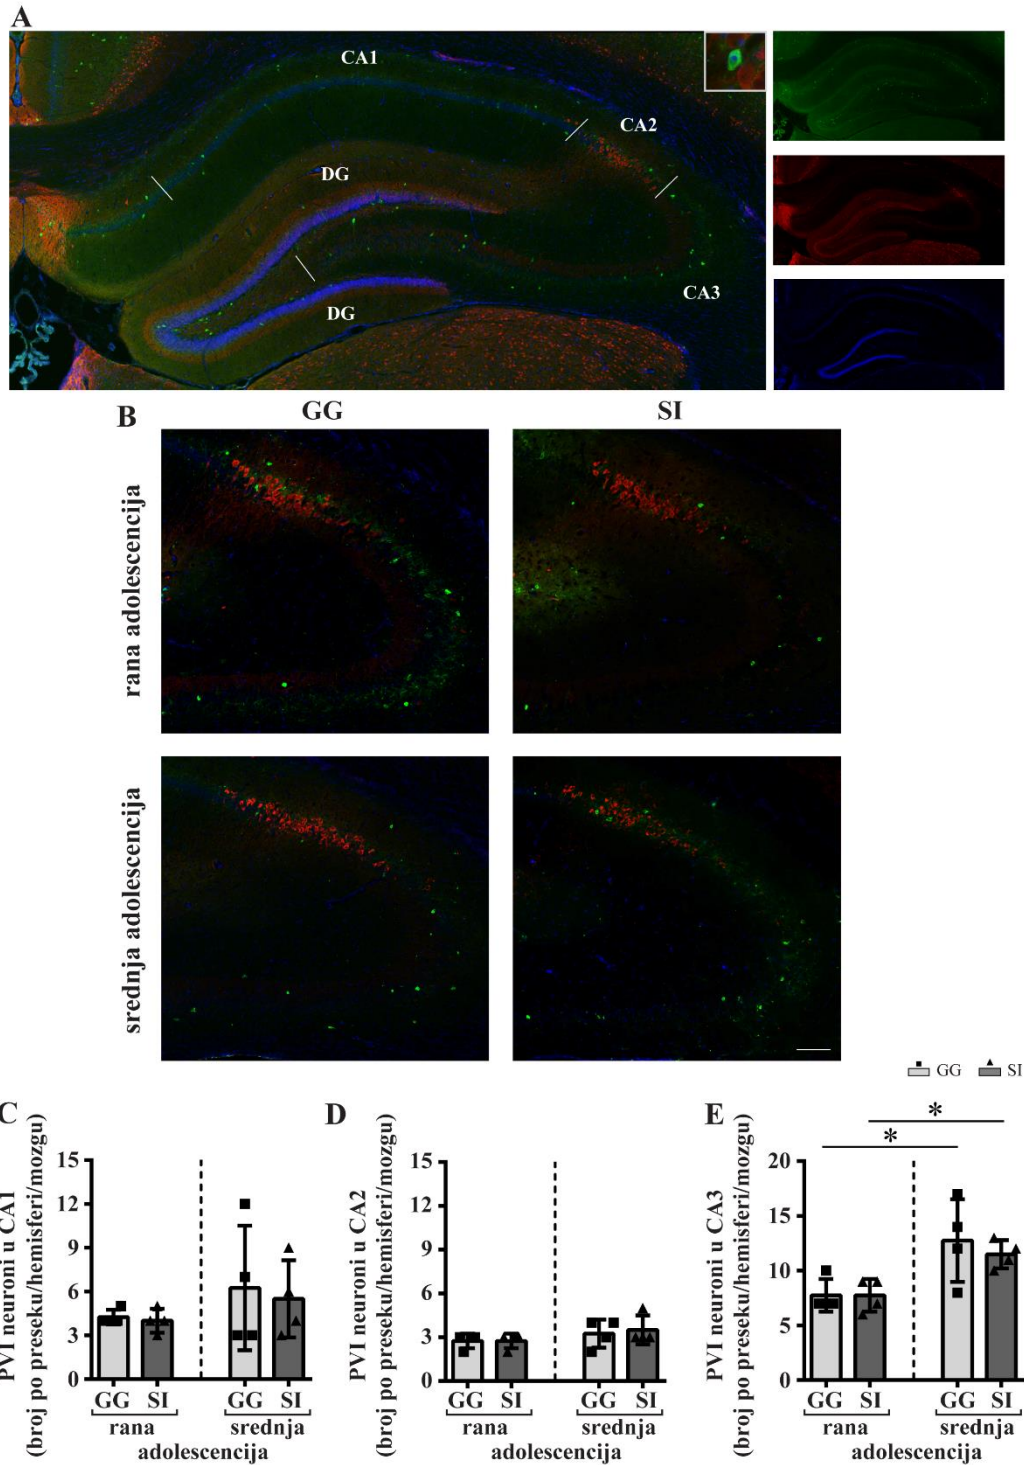 A
CA1
CA2
DG
CA3
DG
B
GG
SI
rana adolescencija
srednja adolescencija
GG
SI
C
PVI neuroni u CA1
(broj po preseku/hemisferi/mozgu)
15
12
9
6
3
0
GG SI GG SI
rana srednja
adolescencija
D
PVI neuroni u CA2
(broj po preseku/hemisferi/mozgu)
15
12
9
6
3
0
GG SI GG SI
rana srednja
adolescencija
E
PVI neuroni u CA3
(broj po preseku/hemisferi/mozgu)
20
15
10
5
0
*
*
GG SI GG SI
rana srednja
adolescencija